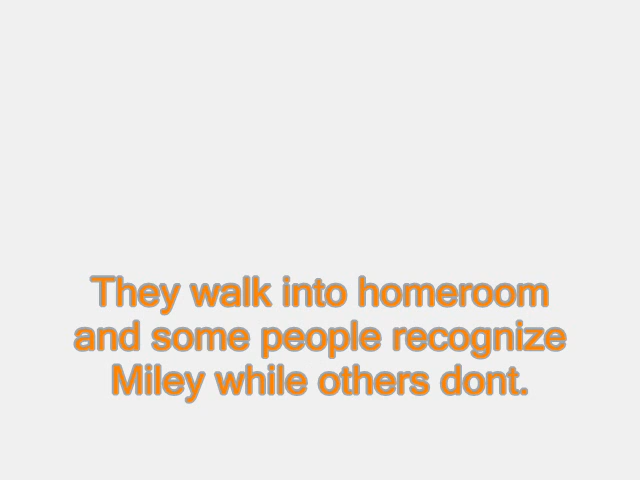 They walk into homeroom
and some people recognize
Miley while others dont.